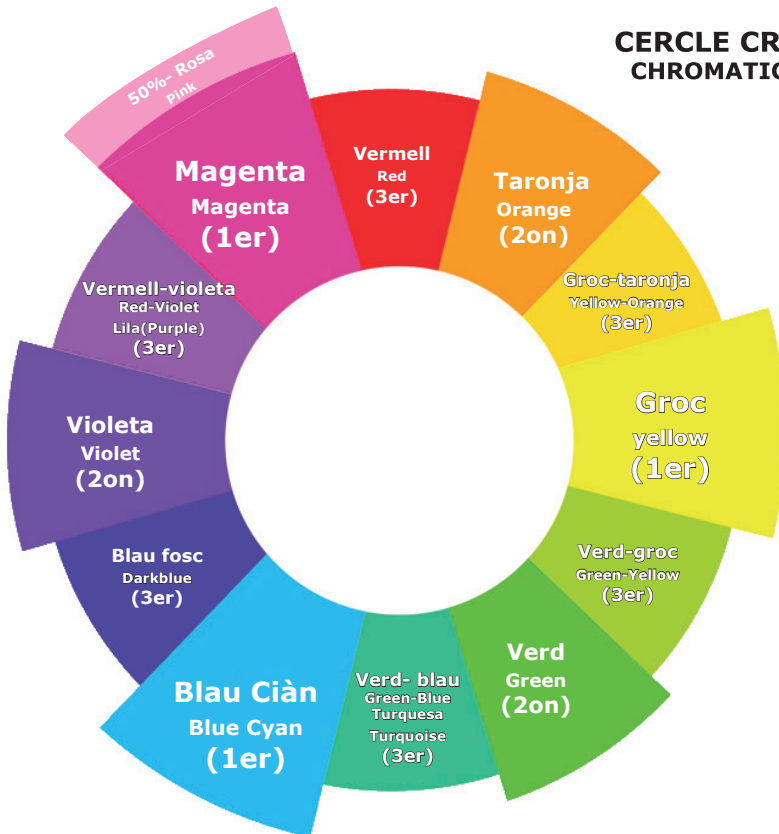 CERCLE CR
CHROMATIC
50%- Rosa
Pink
Magenta
Magenta
(1er)
Vermell
Red
(3er)
Taronja
Orange
(2on)
Groc-taronja
Yellow-Orange
(3er)
Groc
yellow
(1er)
Verd-groc
Green-Yellow
(3er)
Verd
Green
(2on)
Verd- blau
Green-Blue
Turquesa
Turquoise
(3er)
Blau Ciàn
Blue Cyan
(1er)
Blau fosc
Darkblue
(3er)
Violeta
Violet
(2on)
Vermell-violeta
Red-Violet
Lila(Purple)
(3er)